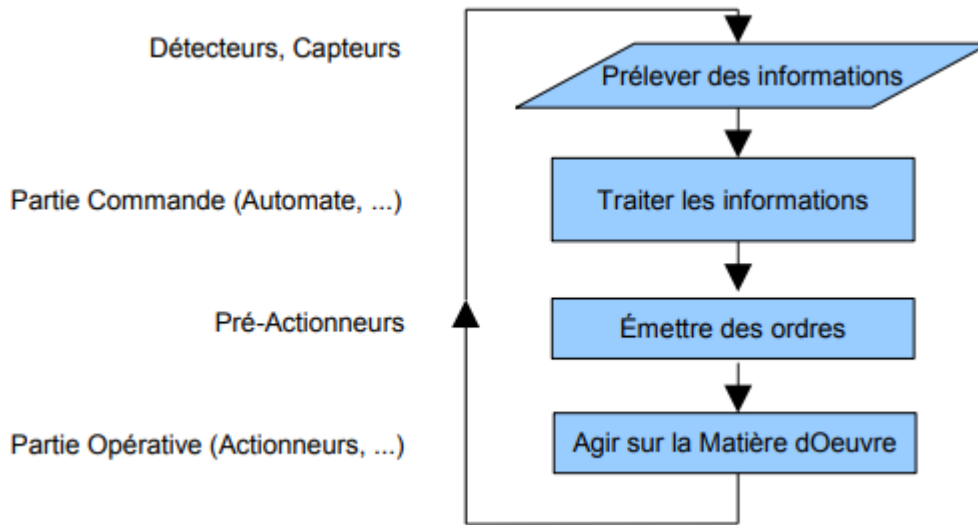 Détecteurs, Capteurs
Prélever des informations
Partie Commande (Automate, ...)
Traiter les informations
Pré-Actionneurs
Émettre des ordres
Partie Opérative (Actionneurs, ...)
Agir sur la Matière dOeuvre